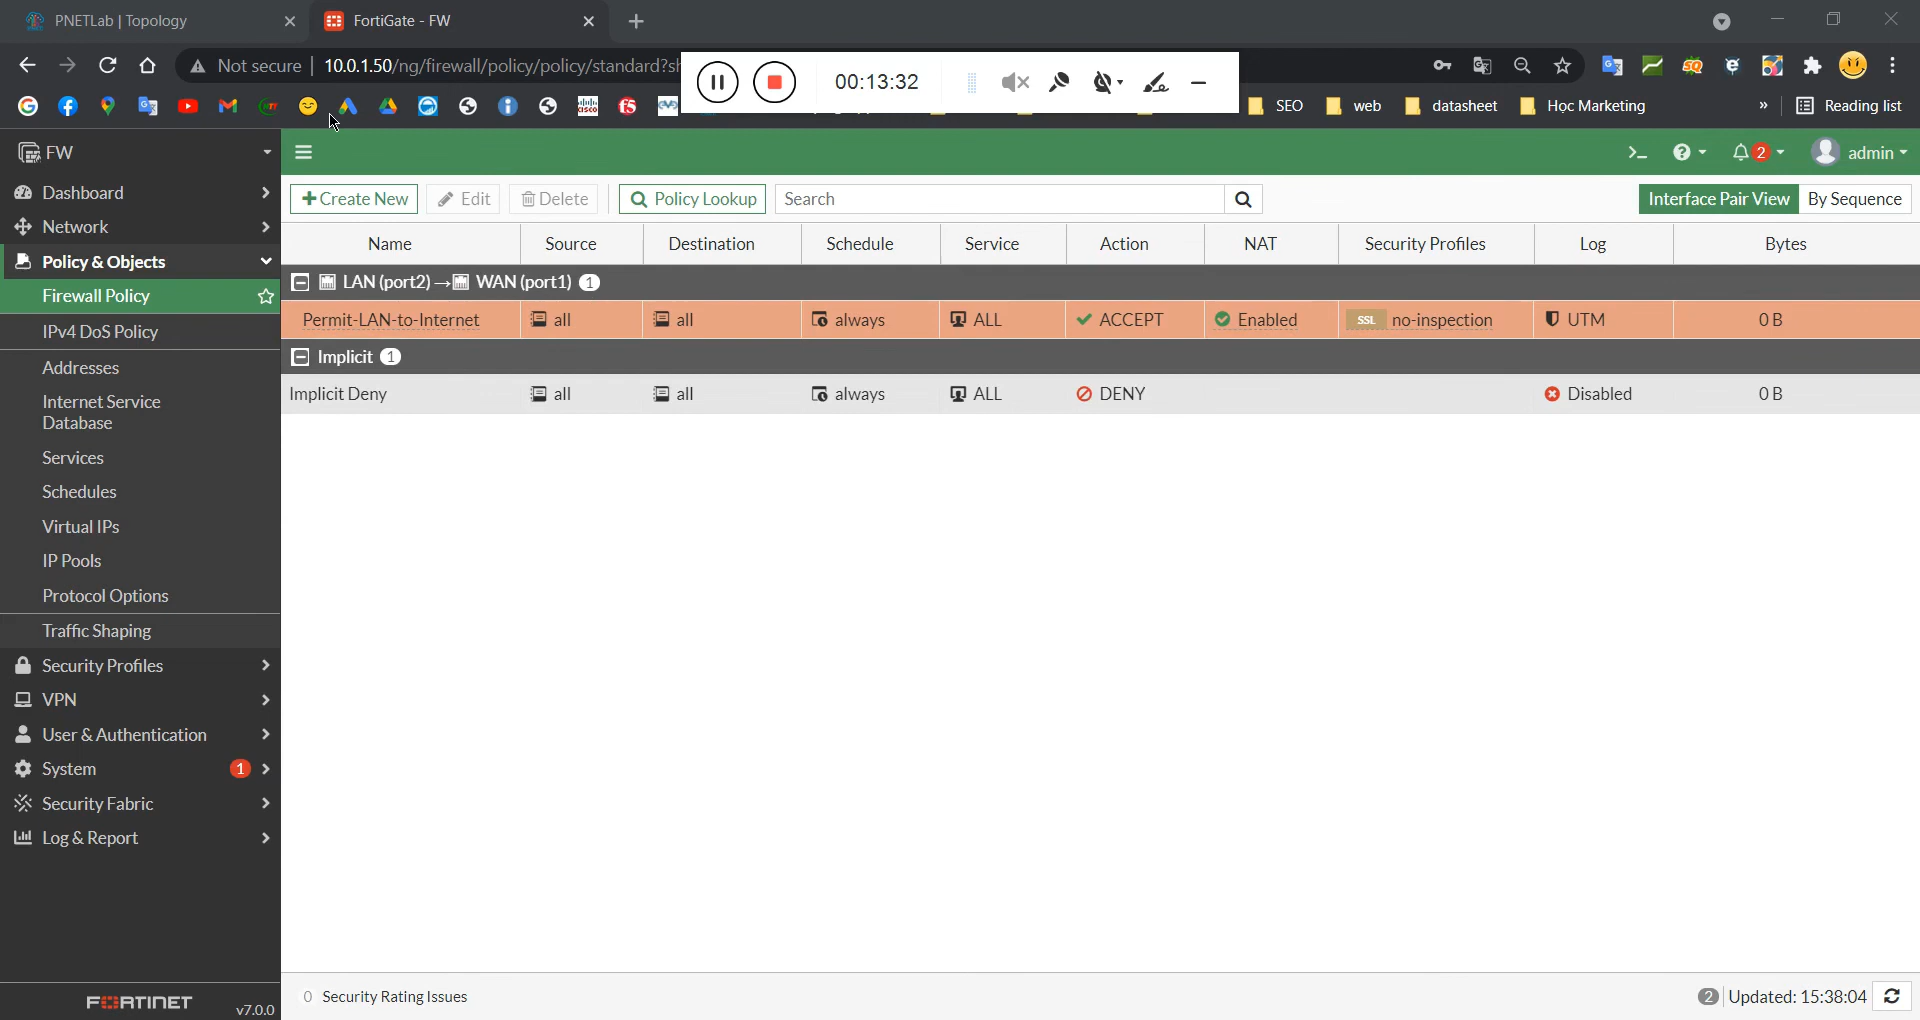 PNETLab | Topology
FortiGate - FW
Not secure
10.0.1.50/ng/firewall/policy/policy/standard?sh
00:13:32
SEO
web
datasheet
Học Marketing
»
Reading list
FW
2
admin
Dashboard
Network
Policy & Objects
Firewall Policy
IPv4 DoS Policy
Addresses
Internet Service
Database
Services
Schedules
Virtual IPs
IP Pools
Protocol Options
Traffic Shaping
Security Profiles
VPN
User & Authentication
System 1
Security Fabric
Log & Report
FORTINET v7.0.0
+Create New Edit Delete Policy Lookup Search Interface Pair View By Sequence
Name Source Destination Schedule Service Action NAT Security Profiles Log Bytes
LAN (port2) → WAN (port1) 1
Permit-LAN-to-Internet all all always ALL ACCEPT Enabled SSL no-inspection UTM 0 B
Implicit 1
Implicit Deny all all always ALL DENY Disabled 0 B
0 Security Rating Issues
2 Updated: 15:38:04